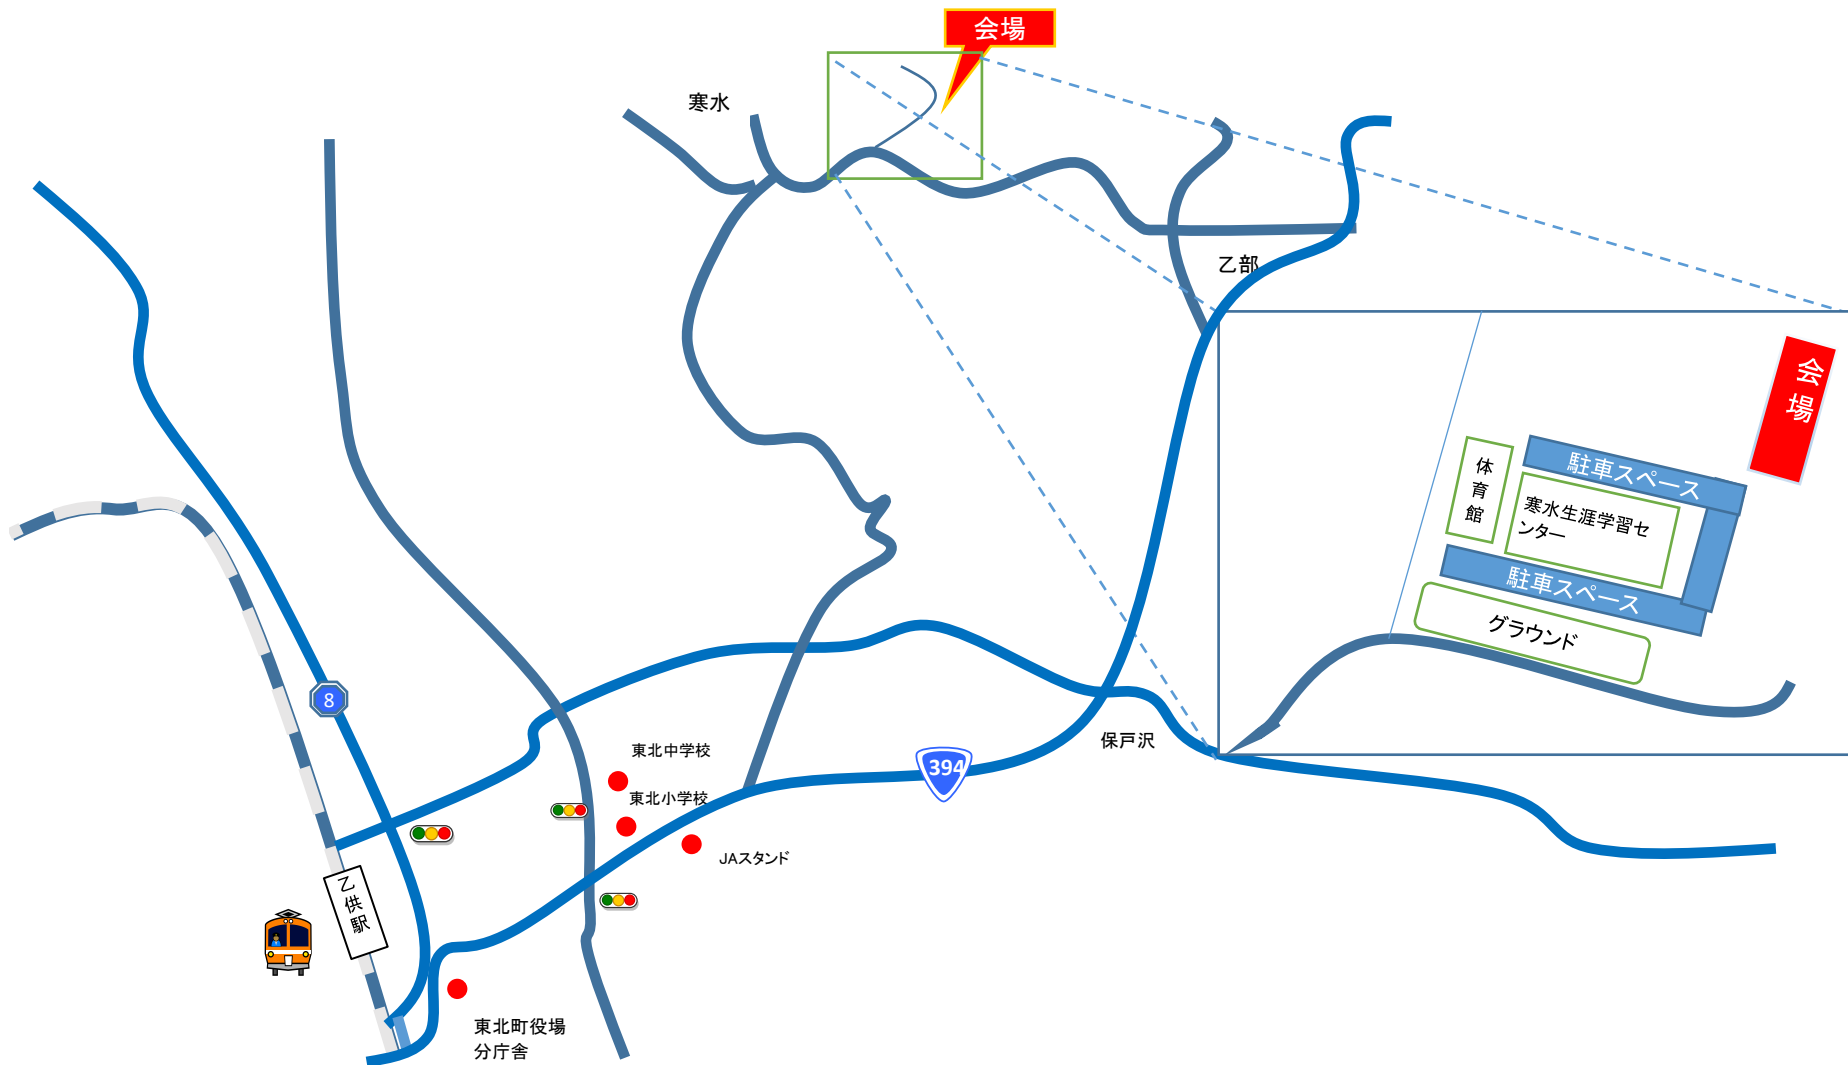 会場
寒水
乙部
会
場
体
育
館
駐車スペース
寒水生涯学習セ
ンター
駐車スペース
グラウンド
8
東北中学校
保戸沢
394
東北小学校
JAスタンド
乙
供
駅
東北町役場
分庁舎